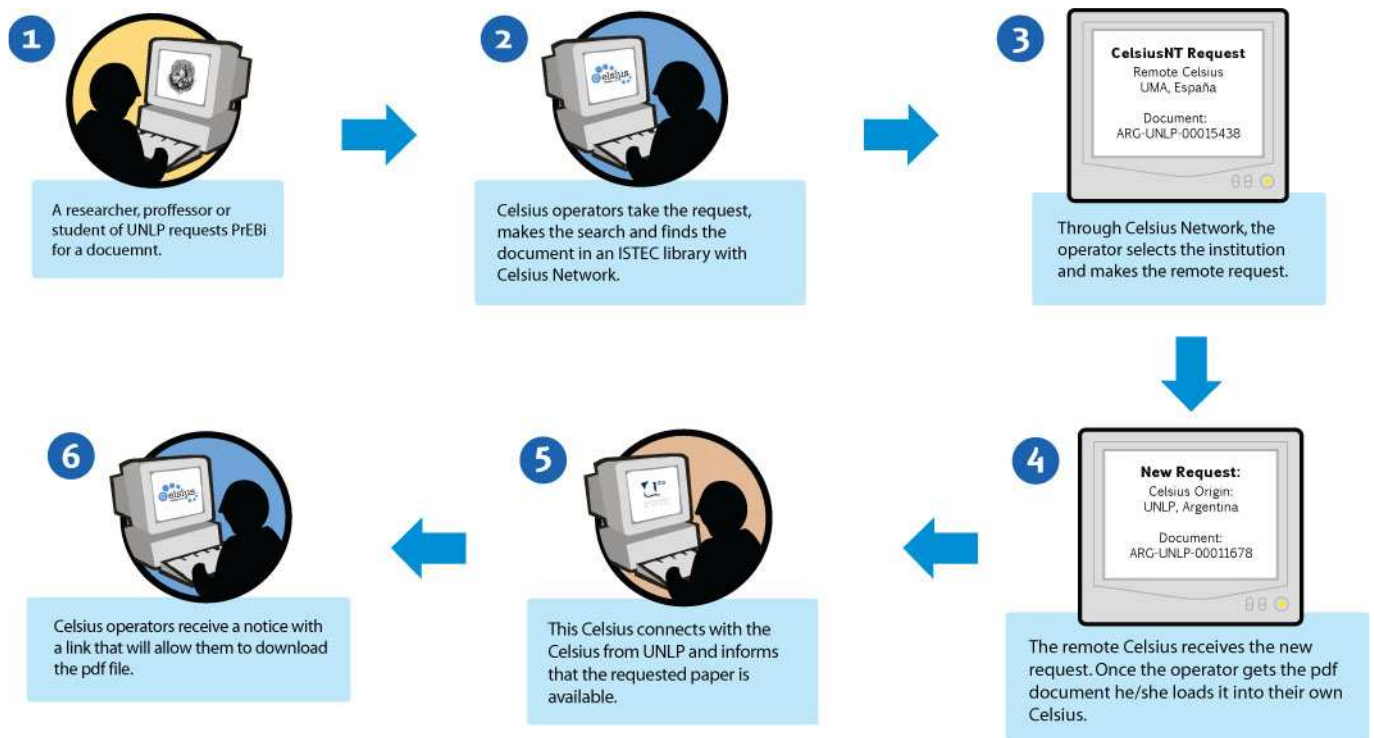 1
A researcher, proffessor or
student of UNLP requests PrEBi
for a docuemnt.
2
Celsius
Celsius operators take the request,
makes the search and finds the
document in an ISTEC library with
Celsius Network.
3
CelsiusNT Request
Remote Celsius
UMA, España
Document:
ARG-UNLP-00015438
Through Celsius Network, the
operator selects the institution
and makes the remote request.
4
New Request:
Celsius Origin:
UNLP, Argentina
Document:
ARG-UNLP-00011678
The remote Celsius receives the new
request. Once the operator gets the pdf
document he/she loads it into their own
Celsius.
5
This Celsius connects with the
Celsius from UNLP and informs
that the requested paper is
available.
6
Celsius
Celsius operators receive a notice with
a link that will allow them to download
the pdf file.